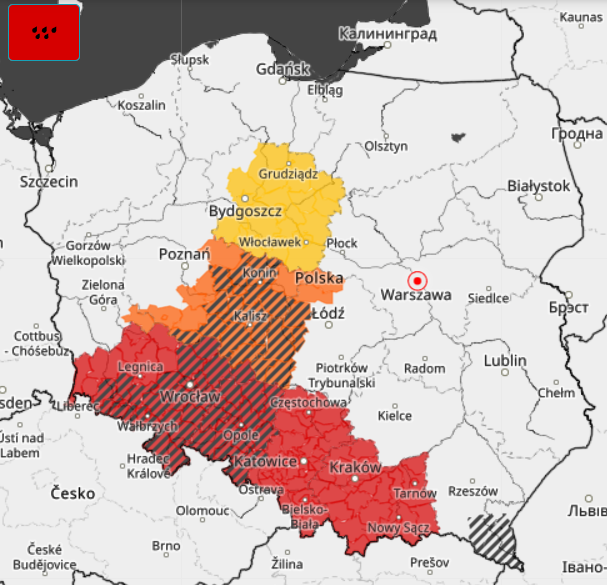 Kaunas
Калининград
Słupsk
Gdańsk
Elbląg
Koszalin
Гродна
Olsztyn
Grudziądz
Szczecin
Białystok
Bydgoszcz
Włocławek
Płock
Gorzów
Wielkopolski
Poznań
Konin
Polska
Zielona
Góra
Warszawa
Siedlce
Брэст
Kalisz
Łódź
Cottbus
- Chóśebuz
Piotrków
Trybunalski
Radom
Lublin
Legnica
Chełm
Wrocław
sden
Liberec
Częstochowa
Kielce
Wałbrzych
Opole
Ústí nad
Labem
Hradec
Králové
Katowice
Kraków
Česko
Ostrava
Tarnów
Rzeszów
Olomouc
Bielsko-
Biała
Nowy Sącz
Львів
České
Budějovice
Brno
Žilina
Prešov
Івано-